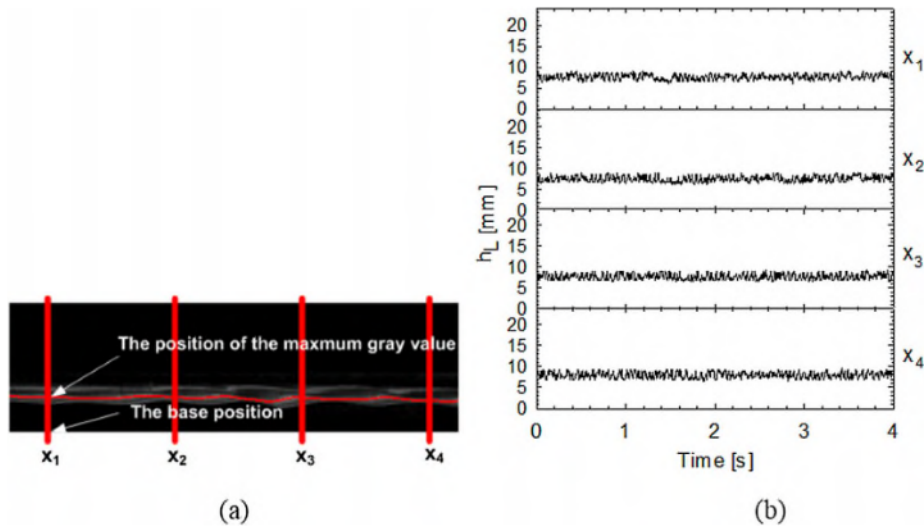 The position of the maxmum gray value
The base position
x₁ x₂ x₃ x₄
(a)
h_L [mm]
20
15
10
5
0
X₁
20
15
10
5
0
X₂
20
15
10
5
0
X₃
20
15
10
5
0
X₄
0 1 2 3 4
Time [s]
(b)